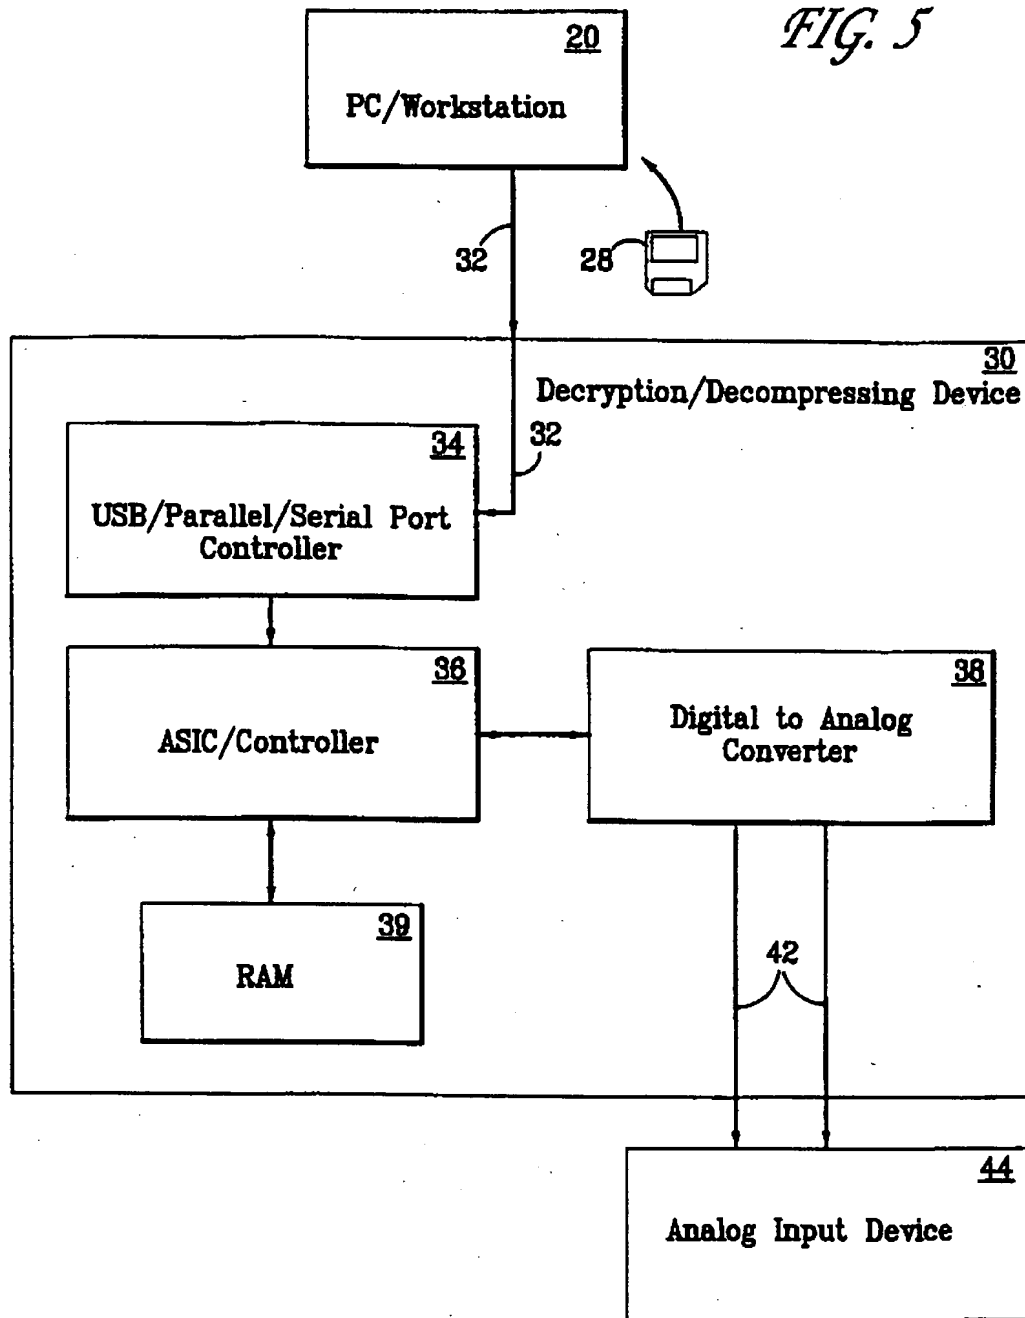 FIG. 5
20
PC/Workstation
32
28
30
Decryption/Decompressing Device
32
34
USB/Parallel/Serial Port
Controller
36
ASIC/Controller
38
Digital to Analog
Converter
39
RAM
42
44
Analog Input Device